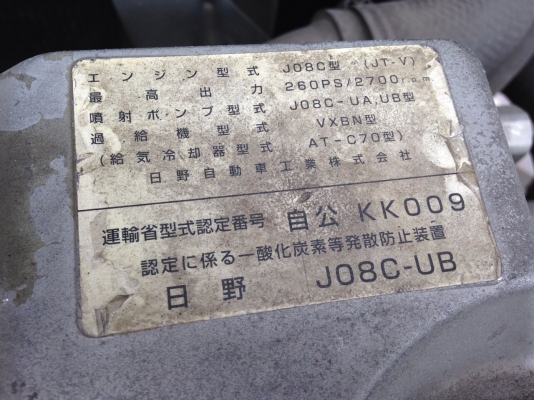 エンジン型式 J08C型 (JT-V)
最高出力 260PS/2700r.p.m
噴射ポンプ型式 J08C-UA,UB型
過給機型式 VXBN型
(給気冷却器型式 AT-C70型)
日野自動車工業株式会社
運輸省型式認定番号 自公 KK009
認定に係る一酸化炭素等発散防止装置
日野 J08C-UB